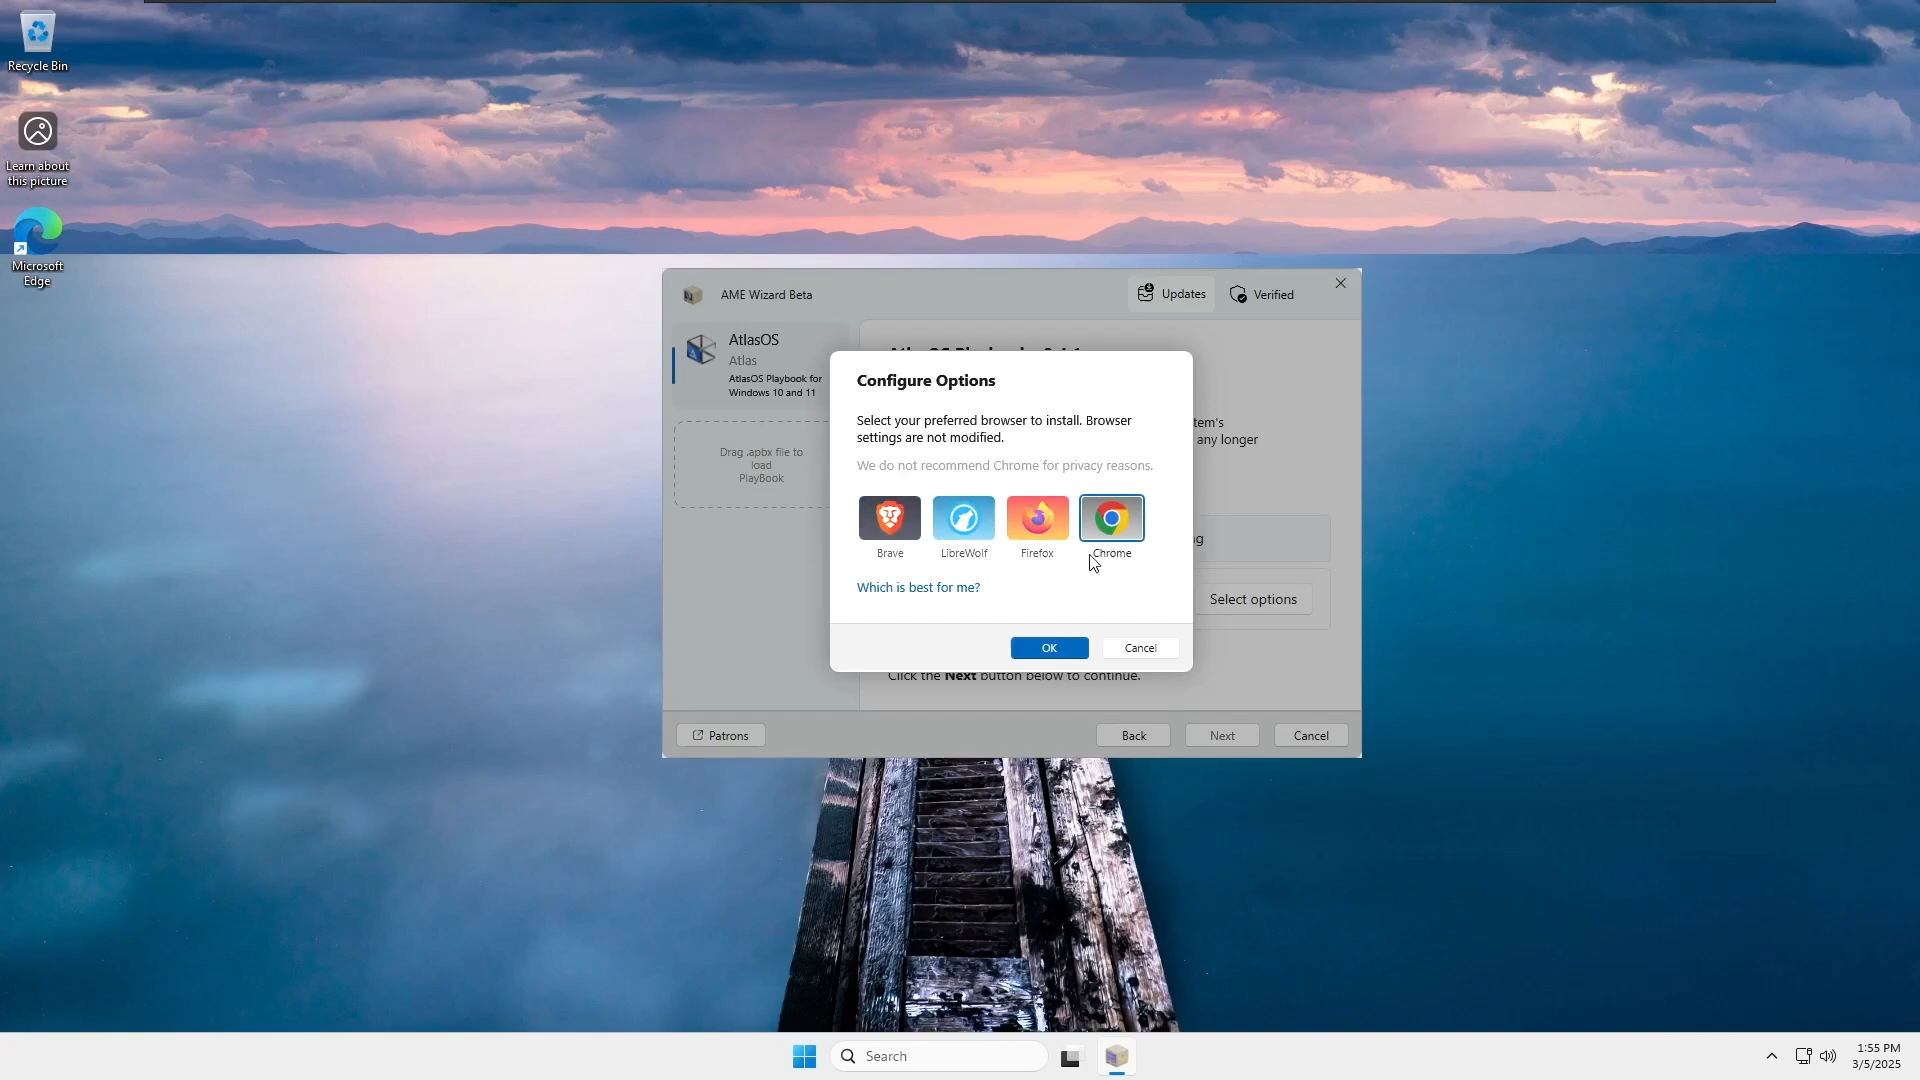 Recycle Bin
Learn about
this picture
Microsoft
Edge
AME Wizard Beta
Updates
Verified
AtlasOS
Atlas
AtlasOS Playbook for
Windows 10 and 11
Drag .apbx file to
load
PlayBook
Configure Options
Select your preferred browser to install. Browser
settings are not modified.
We do not recommend Chrome for privacy reasons.
Brave
LibreWolf
Firefox
Chrome
Which is best for me?
OK
Cancel
any longer
Select options
Click the Next button below to continue.
Patrons
Back
Next
Cancel
Search
1:55 PM
3/5/2025